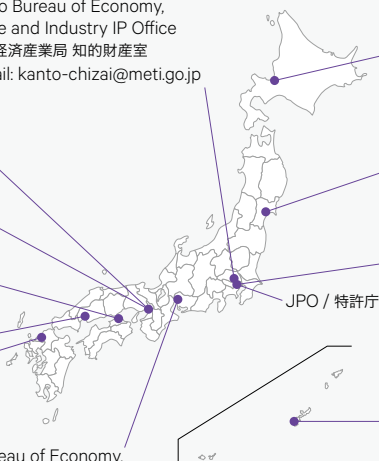 o Bureau of Economy,
e and Industry IP Office
経済産業局 知的財産室
ail: kanto-chizai@meti.go.jp
JPO / 特許庁
eau of Economy,